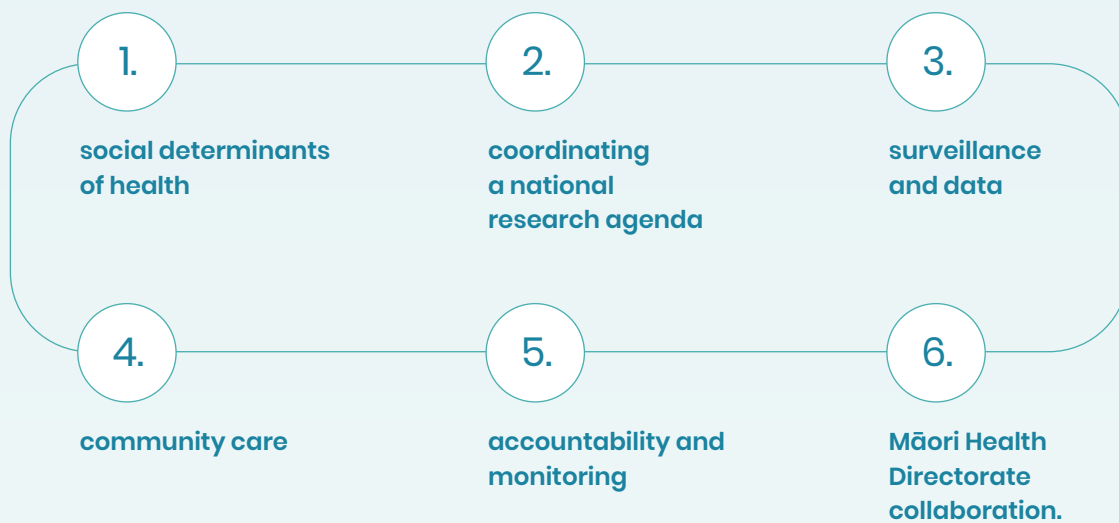 1.
social determinants
of health
2.
coordinating
a national
research agenda
3.
surveillance
and data
4.
community care
5.
accountability and
monitoring
6.
Māori Health
Directorate
collaboration.